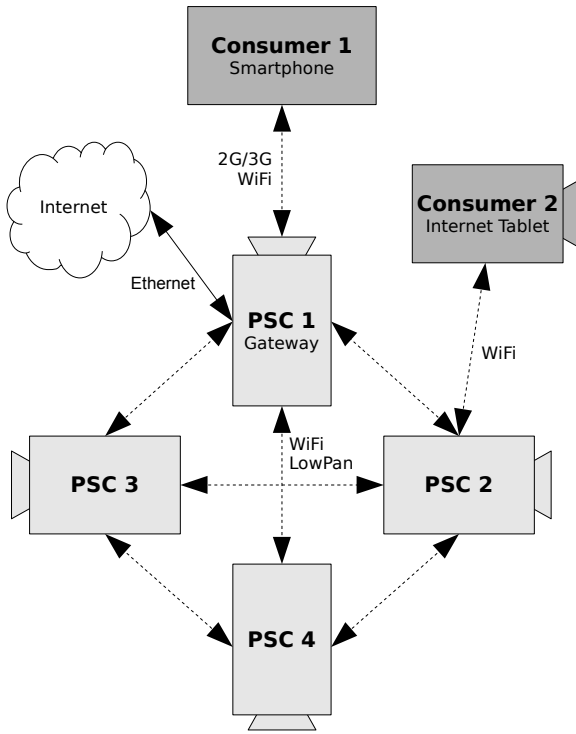 Consumer 1
Smartphone
2G/3G
WiFi
Consumer 2
Internet Tablet
Internet
Ethernet
PSC 1
Gateway
WiFi
WiFi
LowPan
PSC 3
PSC 2
PSC 4